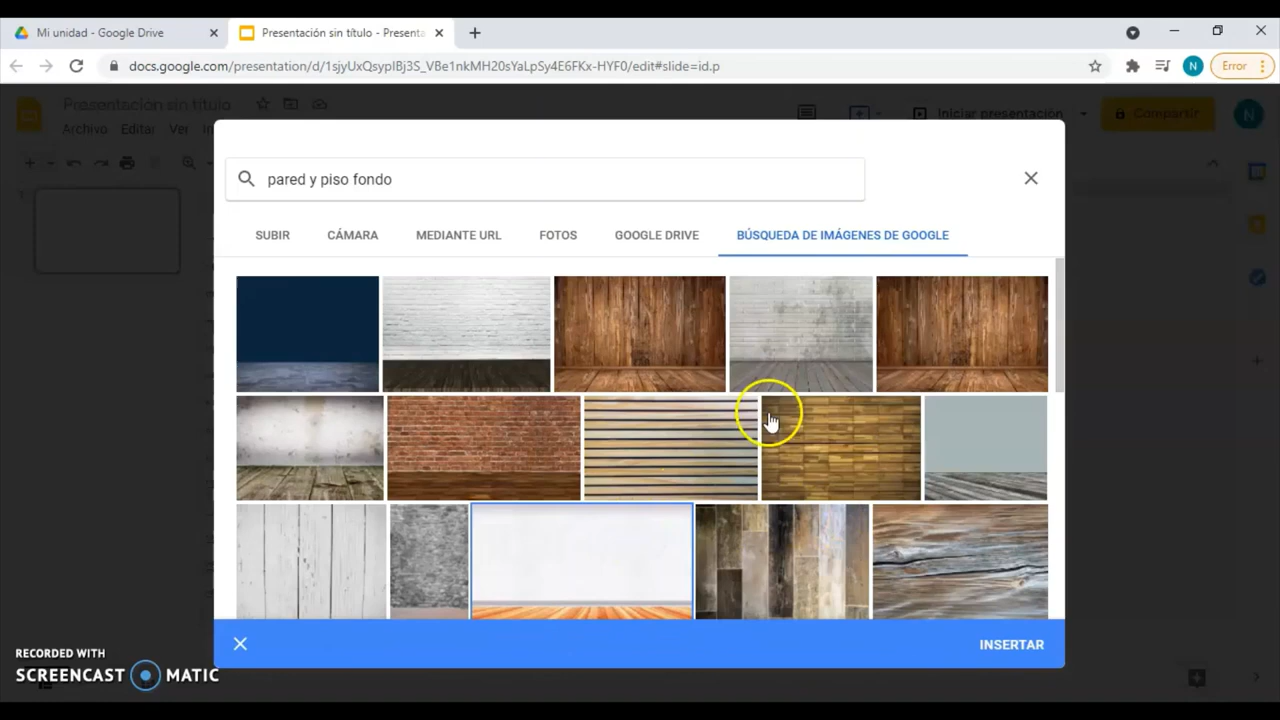 Mi unidad - Google Drive
Presentación sin título - Presenta
docs.google.com/presentation/d/1sjyUxQsypIBj3S_VBe1nkMH20sYaLpSy4E6FKx-HYF0/edit#slide=id.p
N
Error
Presentación sin título
Archivo Editar Ver In
Iniciar presentación
Compartir
N
pared y piso fondo
SUBIR
CÁMARA
MEDIANTE URL
FOTOS
GOOGLE DRIVE
BÚSQUEDA DE IMÁGENES DE GOOGLE
1
INSERTAR
RECORDED WITH
SCREENCAST MATIC